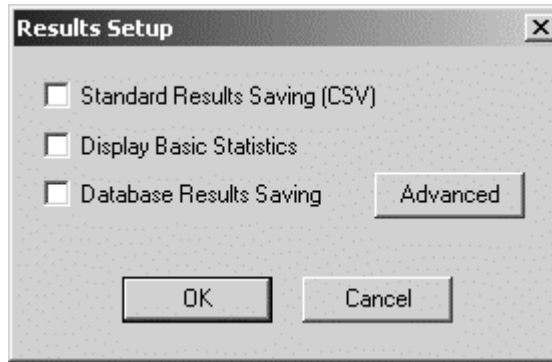 Results Setup
Standard Results Saving (CSV)
Display Basic Statistics
Database Results Saving
Advanced
OK
Cancel